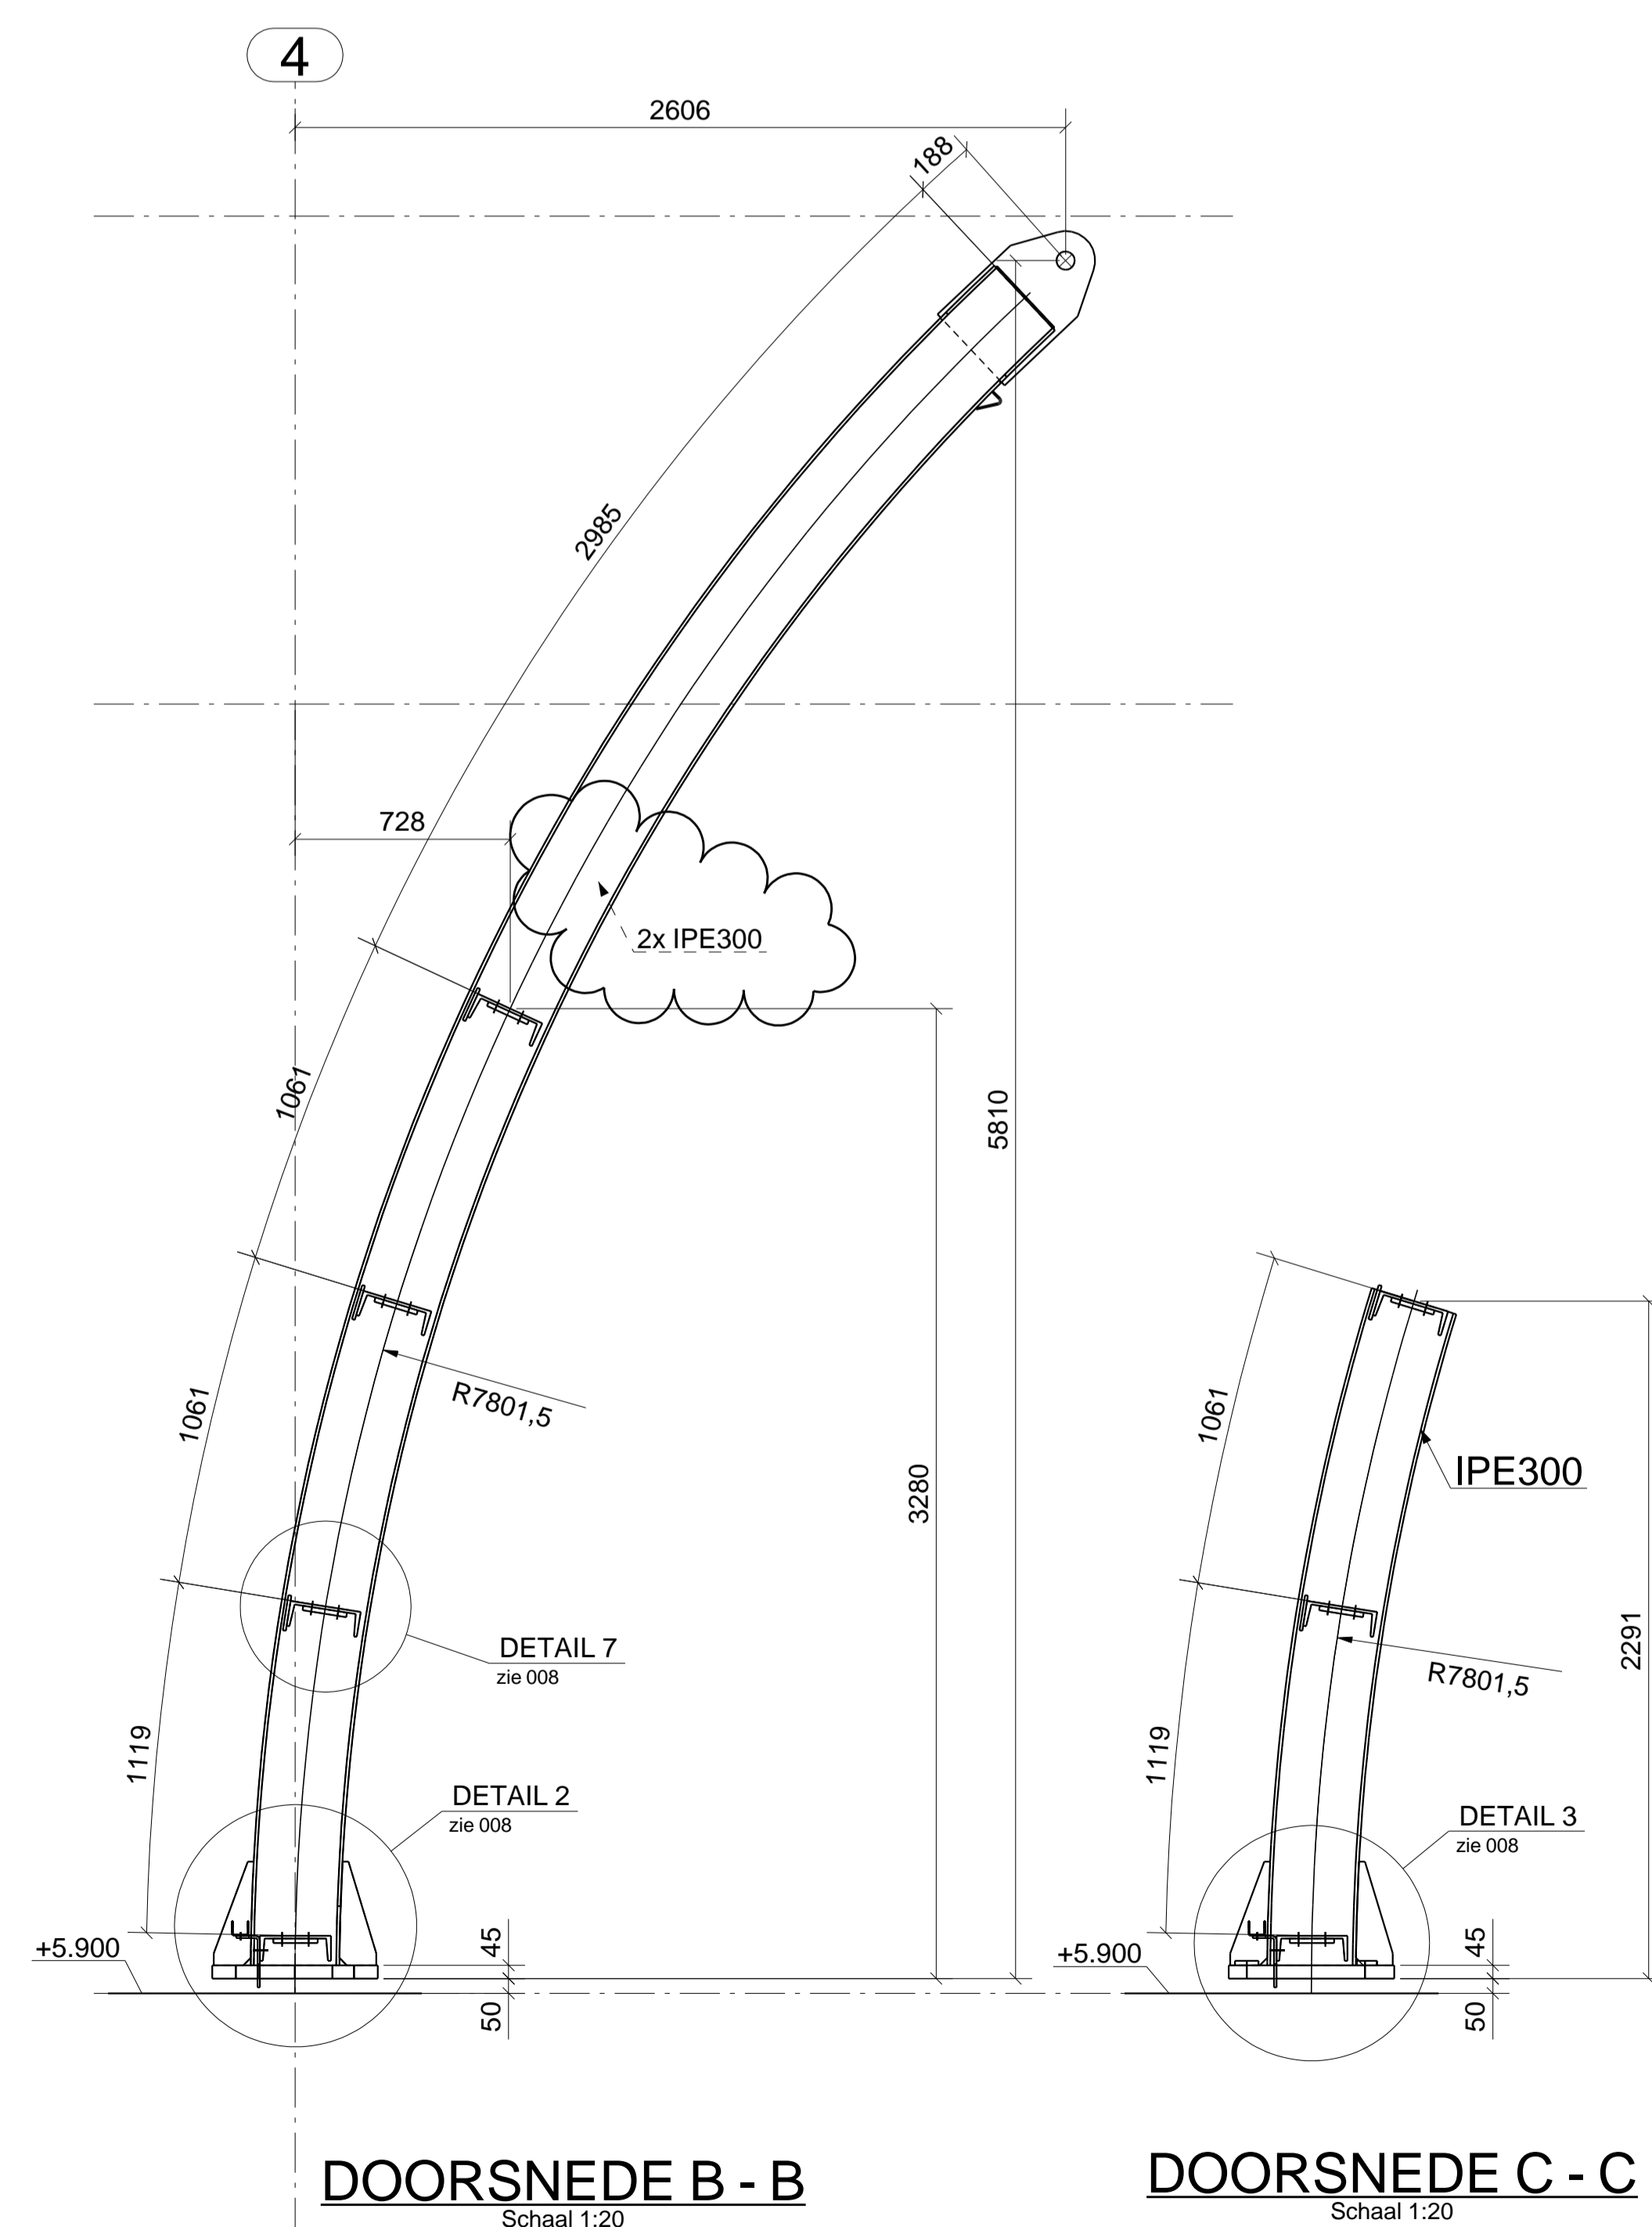 4
2606
188
2985
728
2x IPE300
1061
5810
1061
R7801,5
3280
DETAIL 7
zie 008
1119
DETAIL 2
zie 008
+5.900
45
50
DOORSNEDE B - B
Schaal 1:20
1061
IPE300
2291
R7801,5
1119
DETAIL 3
zie 008
+5.900
45
50
DOORSNEDE C - C
Schaal 1:20